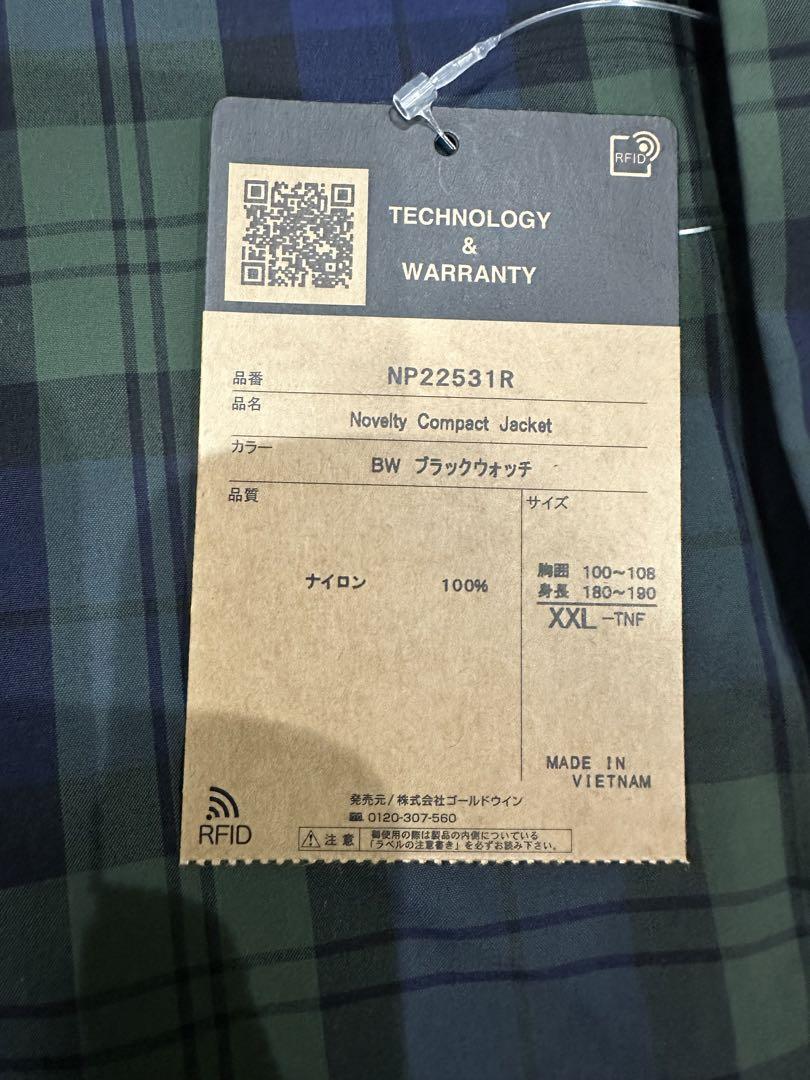 RFID
TECHNOLOGY
&
WARRANTY
品番 NP22531R
品名 Novelty Compact Jacket
カラー BW ブラックウォッチ
品質
ナイロン 100%
サイズ
胸囲 100~108
身長 180~190
XXL-TNF
MADE IN
VIETNAM
発売元/株式会社ゴールドウイン
0120-307-560
RFID
注意
御使用の際は製品の内側についている
「ラベルの注意書き」を必ずお読み下さい。